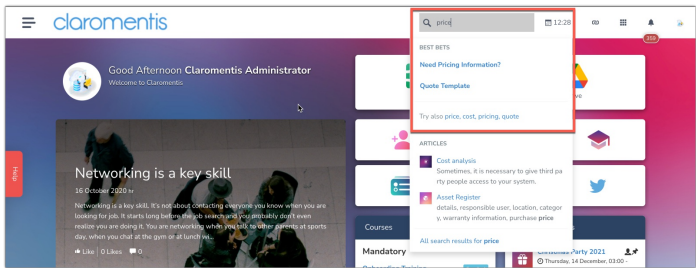 claromentis
price
12:28
359
Good Afternoon Claromentis Administrator
Welcome to Claromentis
BEST BETS
Need Pricing Information?
Quote Template
Try also price, cost, pricing, quote
ARTICLES
Cost analysis
Sometimes, it is necessary to give third pa
rty people access to your system.
Asset Register
details, responsible user, location, categor
y, warranty information, purchase price
All search results for price
Help
Networking is a key skill
16 October 2020
Networking is a key skill. It's not about contacting everyone you know when you are
looking for job. It starts long before the job search and you probably don't even
realize you are doing it. You are networking when you talk to other parents at sports
day, when you chat at the gym or at lunch wi...
Like 0 Likes 0
Courses
Mandatory
Christmas Party 2021
Thursday, 14 December, 03:00 –